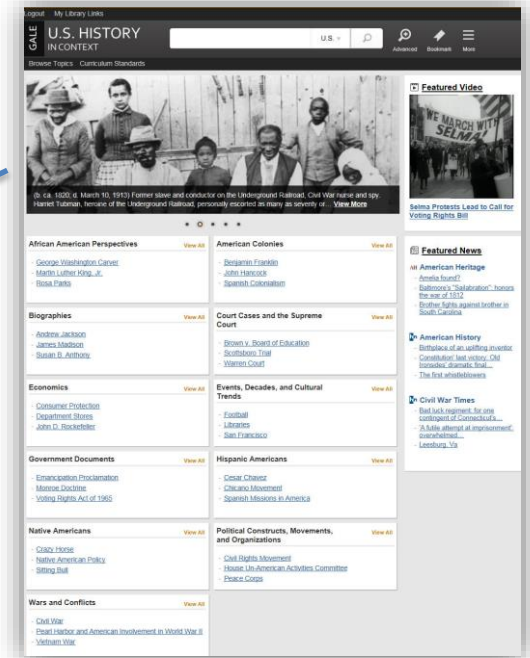 Logout My Library Links
GALE
U.S. HISTORY
IN CONTEXT
U.S.
Advanced Bookmark More
Browse Topics Curriculum Standards
(b. ca. 1820; d. March 10, 1913) Former slave and conductor on the Underground Railroad, Civil War nurse and spy.
Harriet Tubman, heroine of the Underground Railroad, personally escorted as many as seventy or… View More
Featured Video
WE MARCH WITH
SELMA
Selma Protests Lead to Call for
Voting Rights Bill
African American Perspectives View All
George Washington Carver
Martin Luther King, Jr.
Rosa Parks
American Colonies View All
Benjamin Franklin
John Hancock
Spanish Colonialism
Biographies View All
Andrew Jackson
James Madison
Susan B. Anthony
Court Cases and the Supreme
Court View All
Brown v. Board of Education
Scottsboro Trial
Warren Court
Economics View All
Consumer Protection
Department Stores
John D. Rockefeller
Events, Decades, and Cultural
Trends View All
Football
Libraries
San Francisco
Government Documents View All
Emancipation Proclamation
Monroe Doctrine
Voting Rights Act of 1965
Hispanic Americans View All
Cesar Chavez
Chicano Movement
Spanish Missions in America
Native Americans View All
Crazy Horse
Native American Policy
Sitting Bull
Political Constructs, Movements,
and Organizations View All
Civil Rights Movement
House Un-American Activities Committee
Peace Corps
Wars and Conflicts View All
Civil War
Pearl Harbor and American Involvement in World War II
Vietnam War
Featured News
AH American Heritage
Amelia found?
Baltimore's "Sailabration": honors
the war of 1812
Brother fights against brother in
South Carolina
American History
Birthplace of an uplifting inventor
Constitution' last victory: Old
Ironsides' dramatic final…
The first whistleblowers
Civil War Times
Bad luck regiment: for one
contingent of Connecticut's…
'A futile attempt at imprisonment':
overwhelmed…
Leesburg, Va